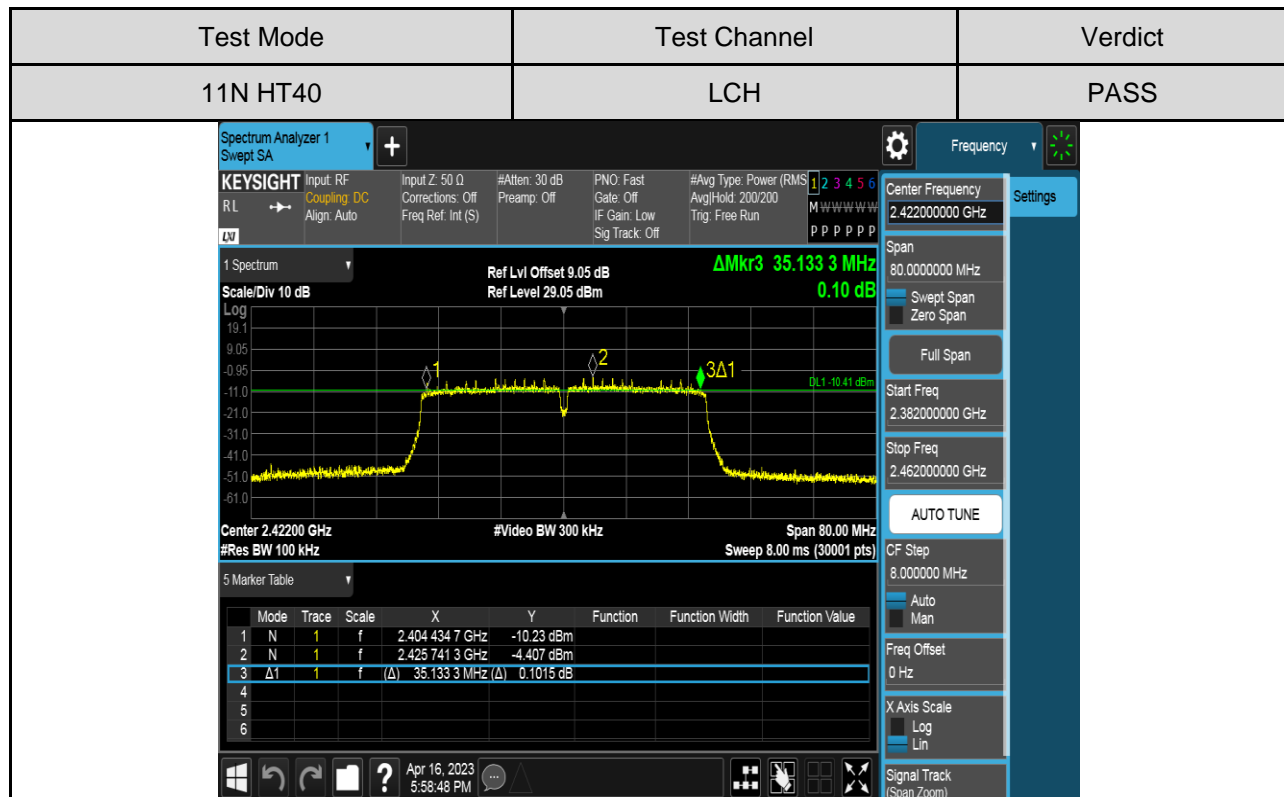 Test Mode Test Channel Verdict
11N HT40 LCH PASS
Spectrum Analyzer 1
Swept SA
Frequency
KEYSIGHT Input: RF Input Z: 50 Ω #Atten: 30 dB PNO: Fast #Avg Type: Power (RMS 1 2 3 4 5 6
RL Coupling: DC Corrections: Off Preamp: Off Gate: Off Avg|Hold: 200/200 M W W W W W
Align: Auto Freq Ref: Int (S) IF Gain: Low Trig: Free Run
LXI Sig Track: Off P P P P P P
1 Spectrum
Scale/Div 10 dB
Ref Lvl Offset 9.05 dB
Ref Level 29.05 dBm
ΔMkr3 35.133 3 MHz
0.10 dB
Log
19.1
9.05
-0.95
-11.0
-21.0
-31.0
-41.0
-51.0
-61.0
1
2
3Δ1
DL1 -10.41 dBm
Center 2.42200 GHz #Video BW 300 kHz Span 80.00 MHz
#Res BW 100 kHz Sweep 8.00 ms (30001 pts)
5 Marker Table
Mode Trace Scale X Y Function Function Width Function Value
1 N 1 f 2.404 434 7 GHz -10.23 dBm
2 N 1 f 2.425 741 3 GHz -4.407 dBm
3 Δ1 1 f (Δ) 35.133 3 MHz (Δ) 0.1015 dB
4
5
6
?
Apr 16, 2023
5:58:48 PM
Center Frequency
2.422000000 GHz
Settings
Span
80.0000000 MHz
Swept Span
Zero Span
Full Span
Start Freq
2.382000000 GHz
Stop Freq
2.462000000 GHz
AUTO TUNE
CF Step
8.000000 MHz
Auto
Man
Freq Offset
0 Hz
X Axis Scale
Log
Lin
Signal Track
(Span Zoom)